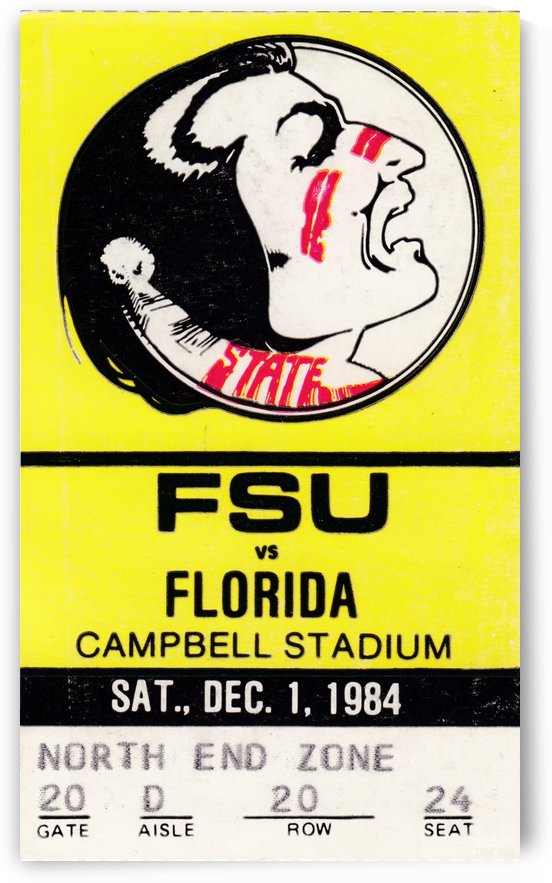 STATE
FSU
vs
FLORIDA
CAMPBELL STADIUM
SAT., DEC. 1, 1984
NORTH END ZONE
20 D 20 24
GATE AISLE ROW SEAT